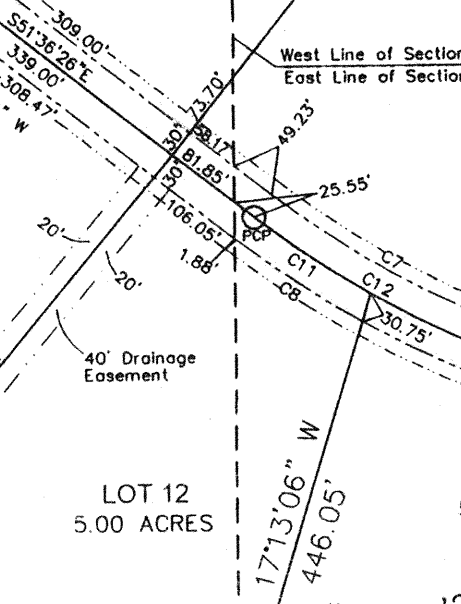 309.00'
S51°36'26"E
339.00'
308.47'
" W
West Line of Section
East Line of Section
73.70'
58.17'
49.23'
30'
81.85'
30'
25.55'
PCP
106.05'
1.88'
20'
20'
C11
C7
C12
C8
30.75'
40' Drainage
Easement
LOT 12
5.00 ACRES
17°13'06" W
446.05'